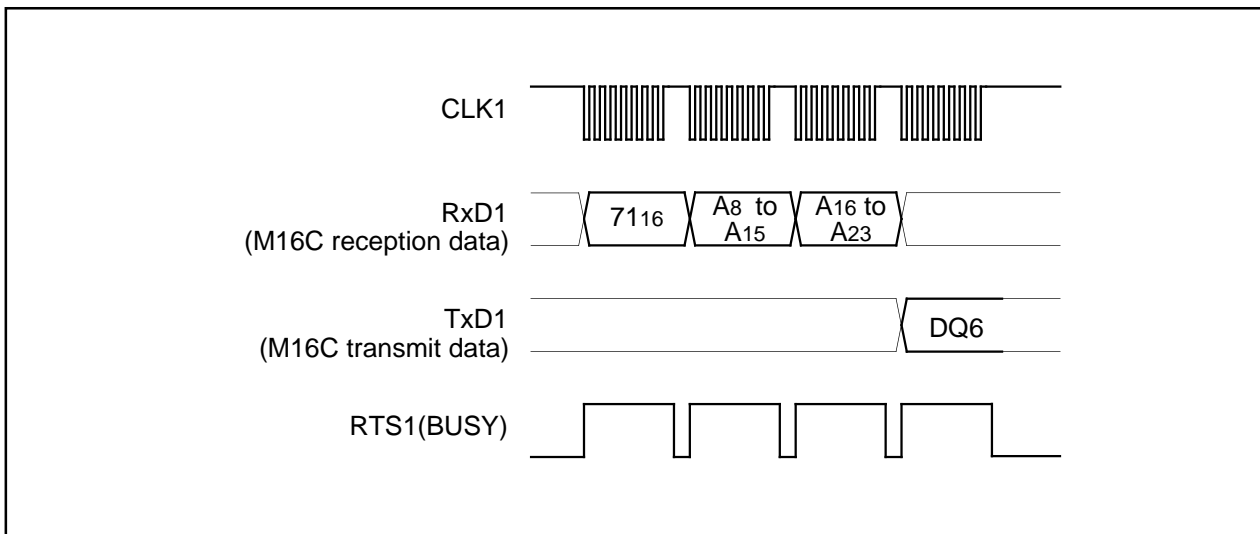 CLK1
RxD1
(M16C reception data)
7116
A8 to
A15
A16 to
A23
TxD1
(M16C transmit data)
DQ6
RTS1(BUSY)